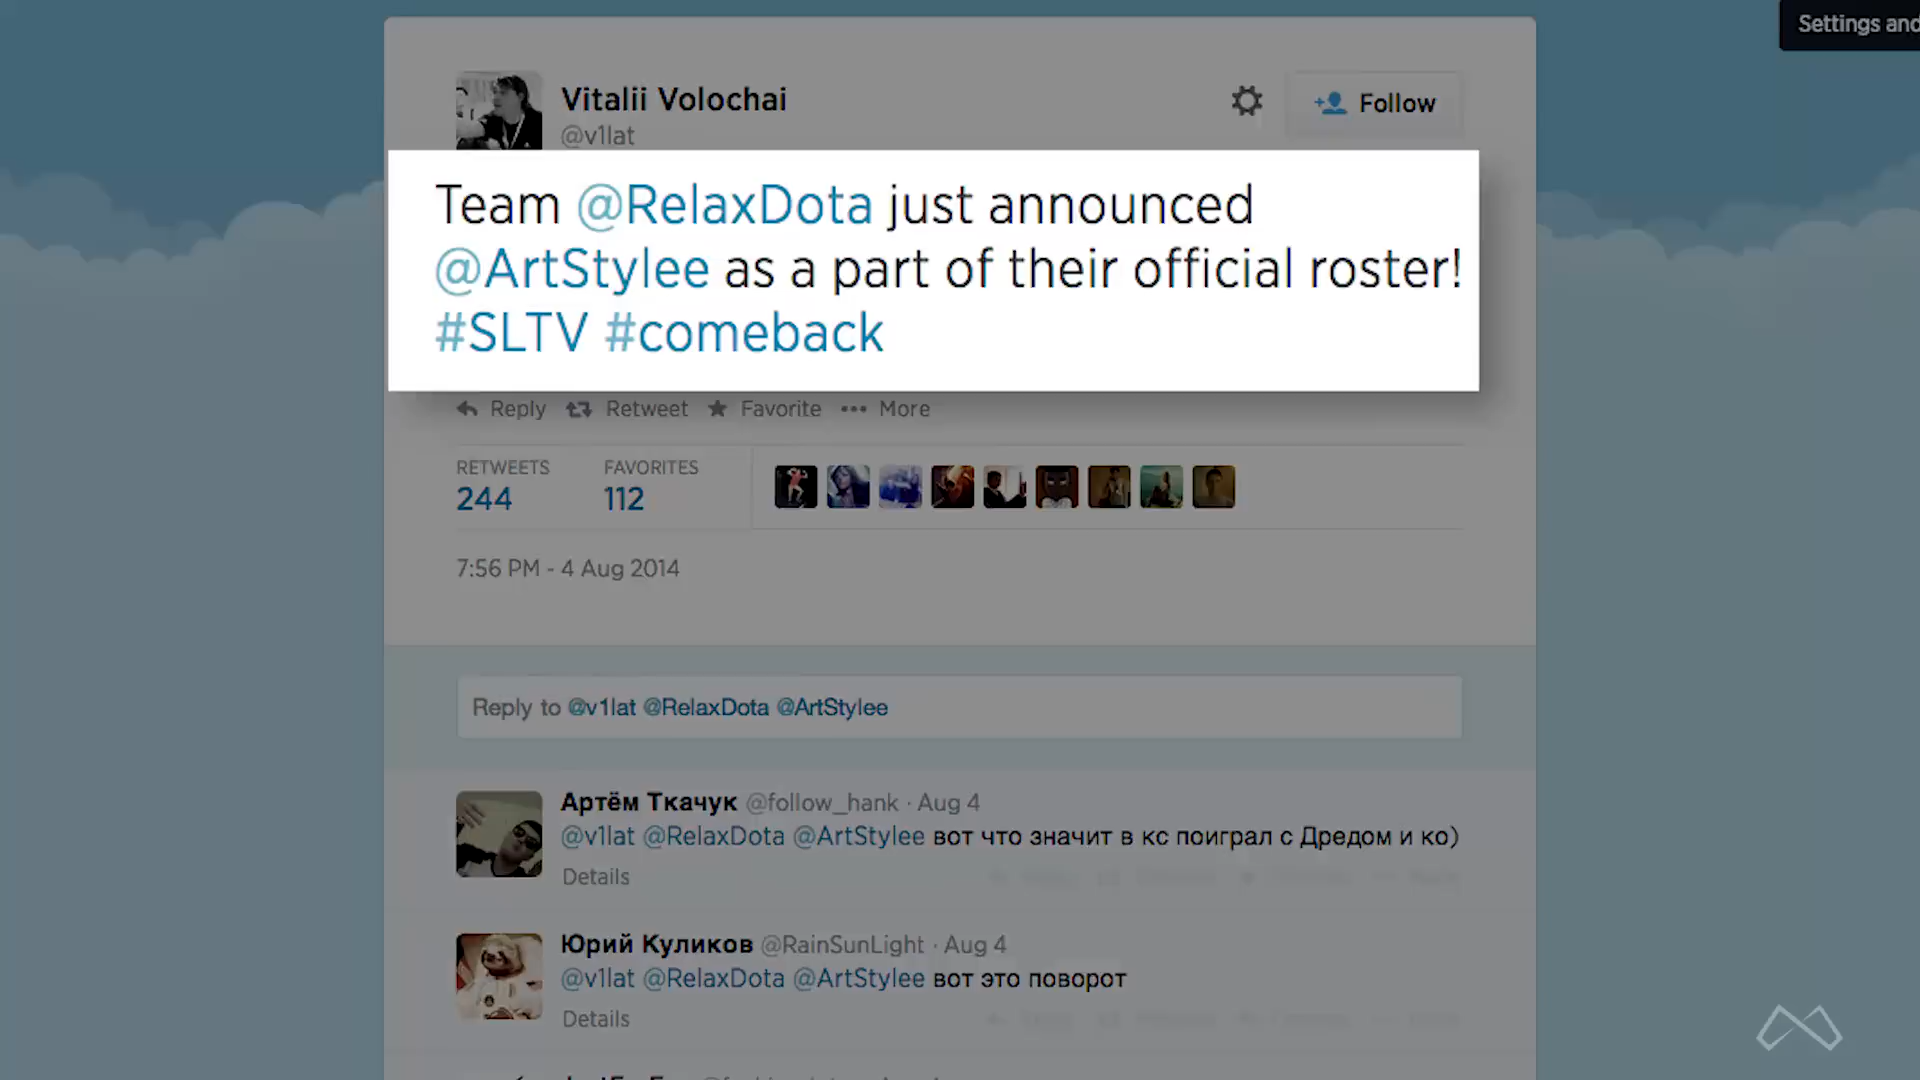 Settings and
Vitalii Volochai
@v1lat
Follow
Team @RelaxDota just announced
@ArtStylee as a part of their official roster!
#SLTV #comeback
Reply Retweet Favorite More
RETWEETS FAVORITES
244 112
7:56 PM - 4 Aug 2014
Reply to @v1lat @RelaxDota @ArtStylee
Артём Ткачук @follow_hank · Aug 4
@v1lat @RelaxDota @ArtStylee вот что значит в кс поиграл с Дредом и ко)
Details
Юрий Куликов @RainSunLight · Aug 4
@v1lat @RelaxDota @ArtStylee вот это поворот
Details